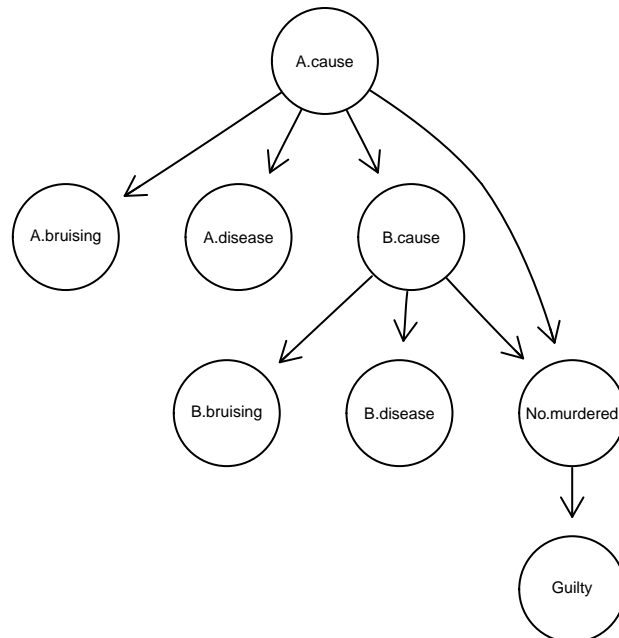 A.cause
A.bruising
A.disease
B.cause
B.bruising
B.disease
No.murdered
Guilty